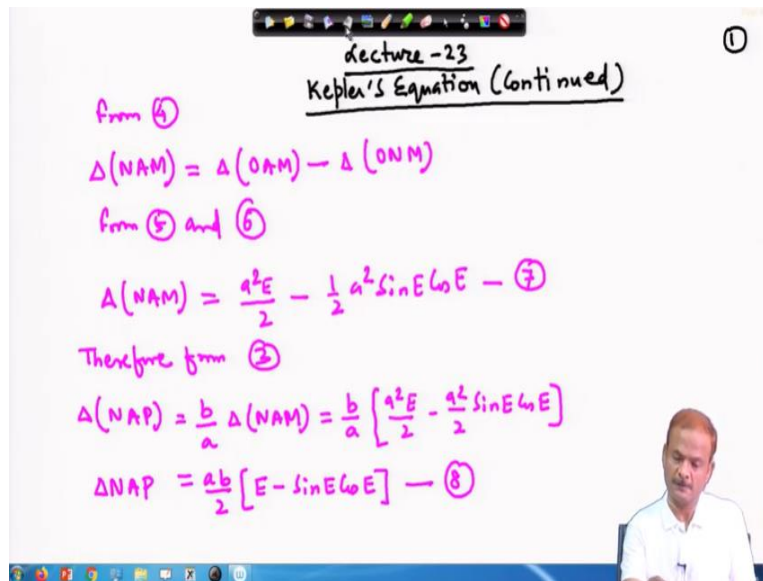 ①
Lecture-23
Kepler's Equation (Continued)
from ④
Δ(NAM) = Δ(OAM) - Δ(ONM)
from ⑤ and ⑥
Δ(NAM) = a²E/2 - 1/2 a² SinE CosE - ⑦
Therefore from ③
Δ(NAP) = b/a Δ(NAM) = b/a [a²E/2 - a²/2 SinE CosE]
ΔNAP = ab/2 [E - SinE CosE] - ⑧